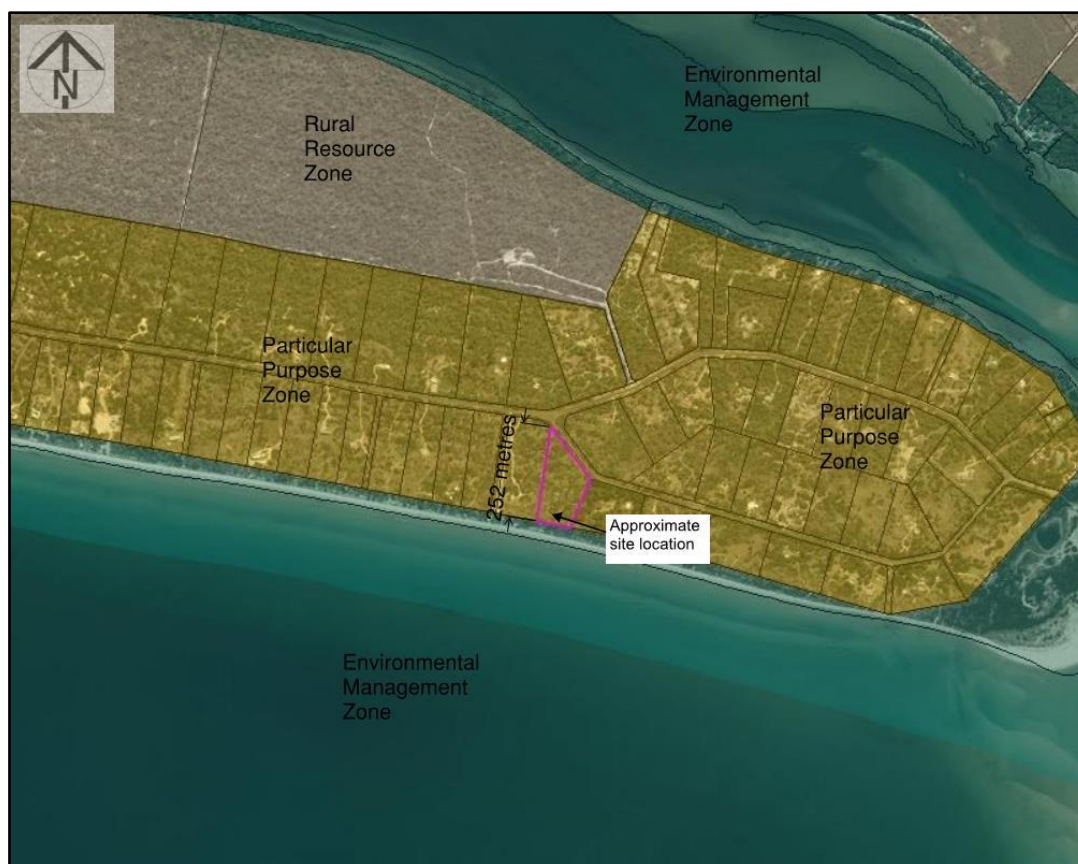 N
Environmental
Management
Zone
Rural
Resource
Zone
Particular
Purpose
Zone
Particular
Purpose
Zone
252 metres
Approximate
site location
Environmental
Management
Zone